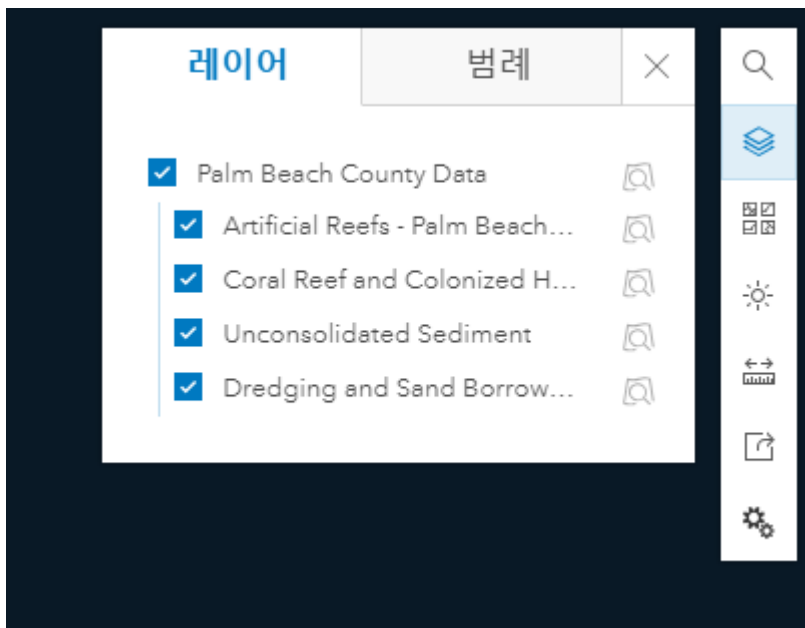 레이어 범례
Palm Beach County Data
Artificial Reefs - Palm Beach...
Coral Reef and Colonized H...
Unconsolidated Sediment
Dredging and Sand Borrow...